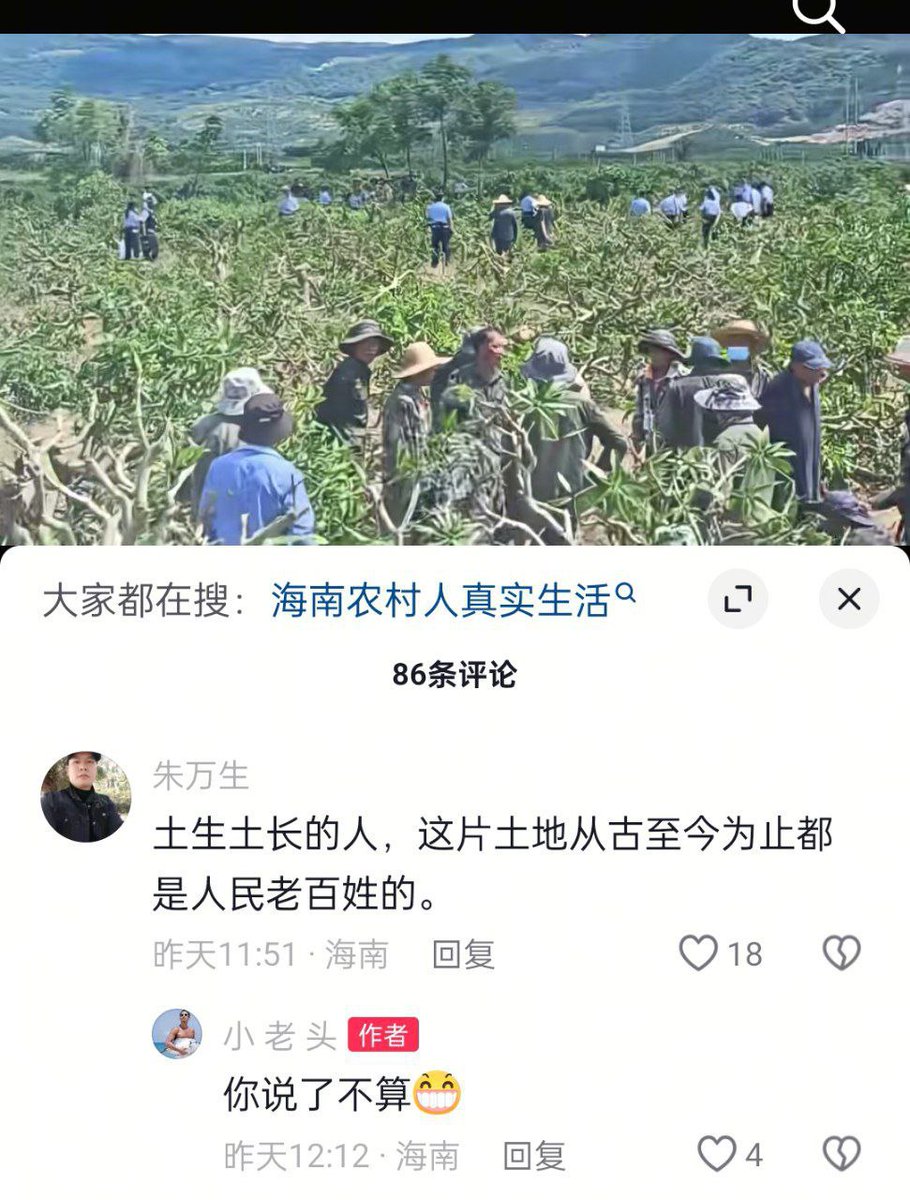 大家都在搜：海南农村人真实生活
86条评论
朱万生
土生土长的人，这片土地从古至今为止都
是人民老百姓的。
昨天11:51 · 海南 回复 18
小老头 作者
你说了不算😁
昨天12:12 · 海南 回复 4